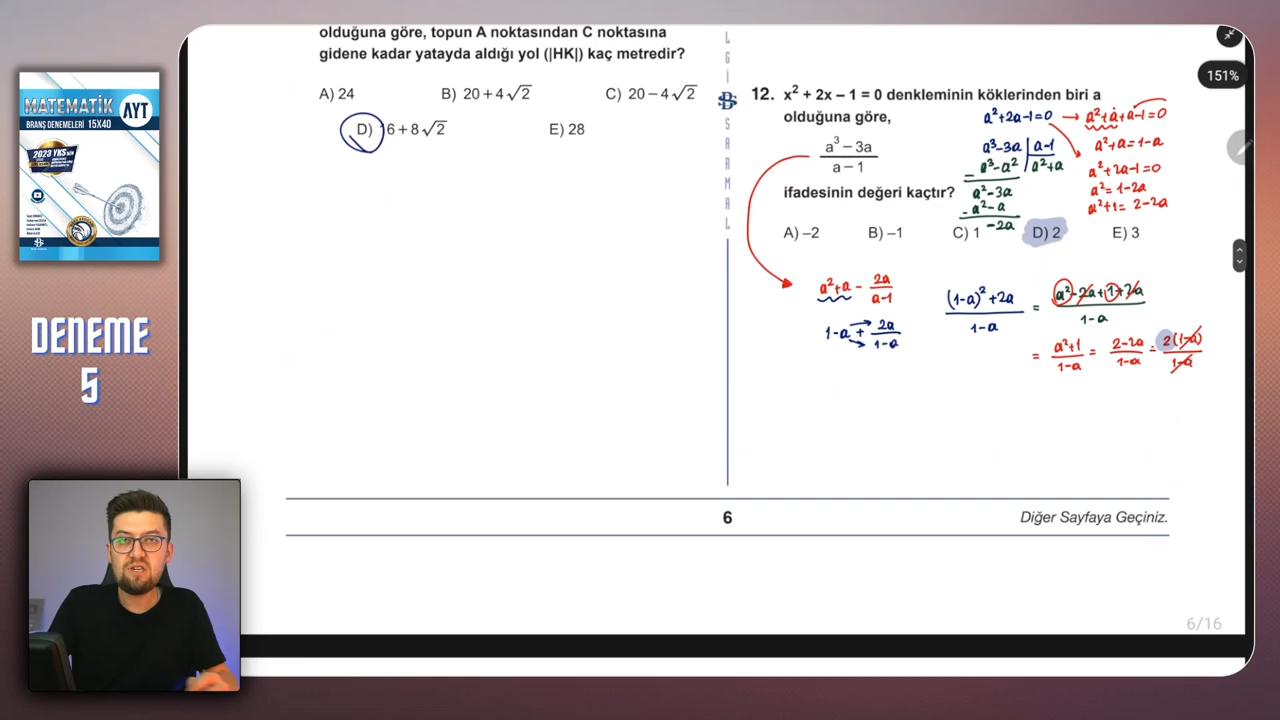 MATEMATİK
AYT
BRANŞ DENEMELERİ 15X40
2023 YKS'NİN
DENEME
5
olduğuna göre, topun A noktasından C noktasına
gidene kadar yatayda aldığı yol (|HK|) kaç metredir?
A) 24 B) 20 + 4√2 C) 20 − 4√2
D) 16 + 8√2 E) 28
L
G
İ
S
A
R
M
A
L
151%
12. x² + 2x − 1 = 0 denkleminin köklerinden biri a
olduğuna göre,
a³ − 3a
a − 1
ifadesinin değeri kaçtır?
A) −2 B) −1 C) 1 D) 2 E) 3
a²+2a-1=0 → a²+a+a-1=0
a²+a=1-a
a²+2a-1=0
a²=1-2a
a²+1=2-2a
a³-3a | a-1
- a³-a² | a²+a
a²-3a
- a²-a
-2a
a²+a - 2a/(a-1)
1-a + 2a/(1-a)
((1-a)²+2a)/(1-a) = (a²-2a+1+2a)/(1-a)
= (a²+1)/(1-a) = (2-2a)/(1-a) = 2(1-a)/(1-a)
6
Diğer Sayfaya Geçiniz.
6/16